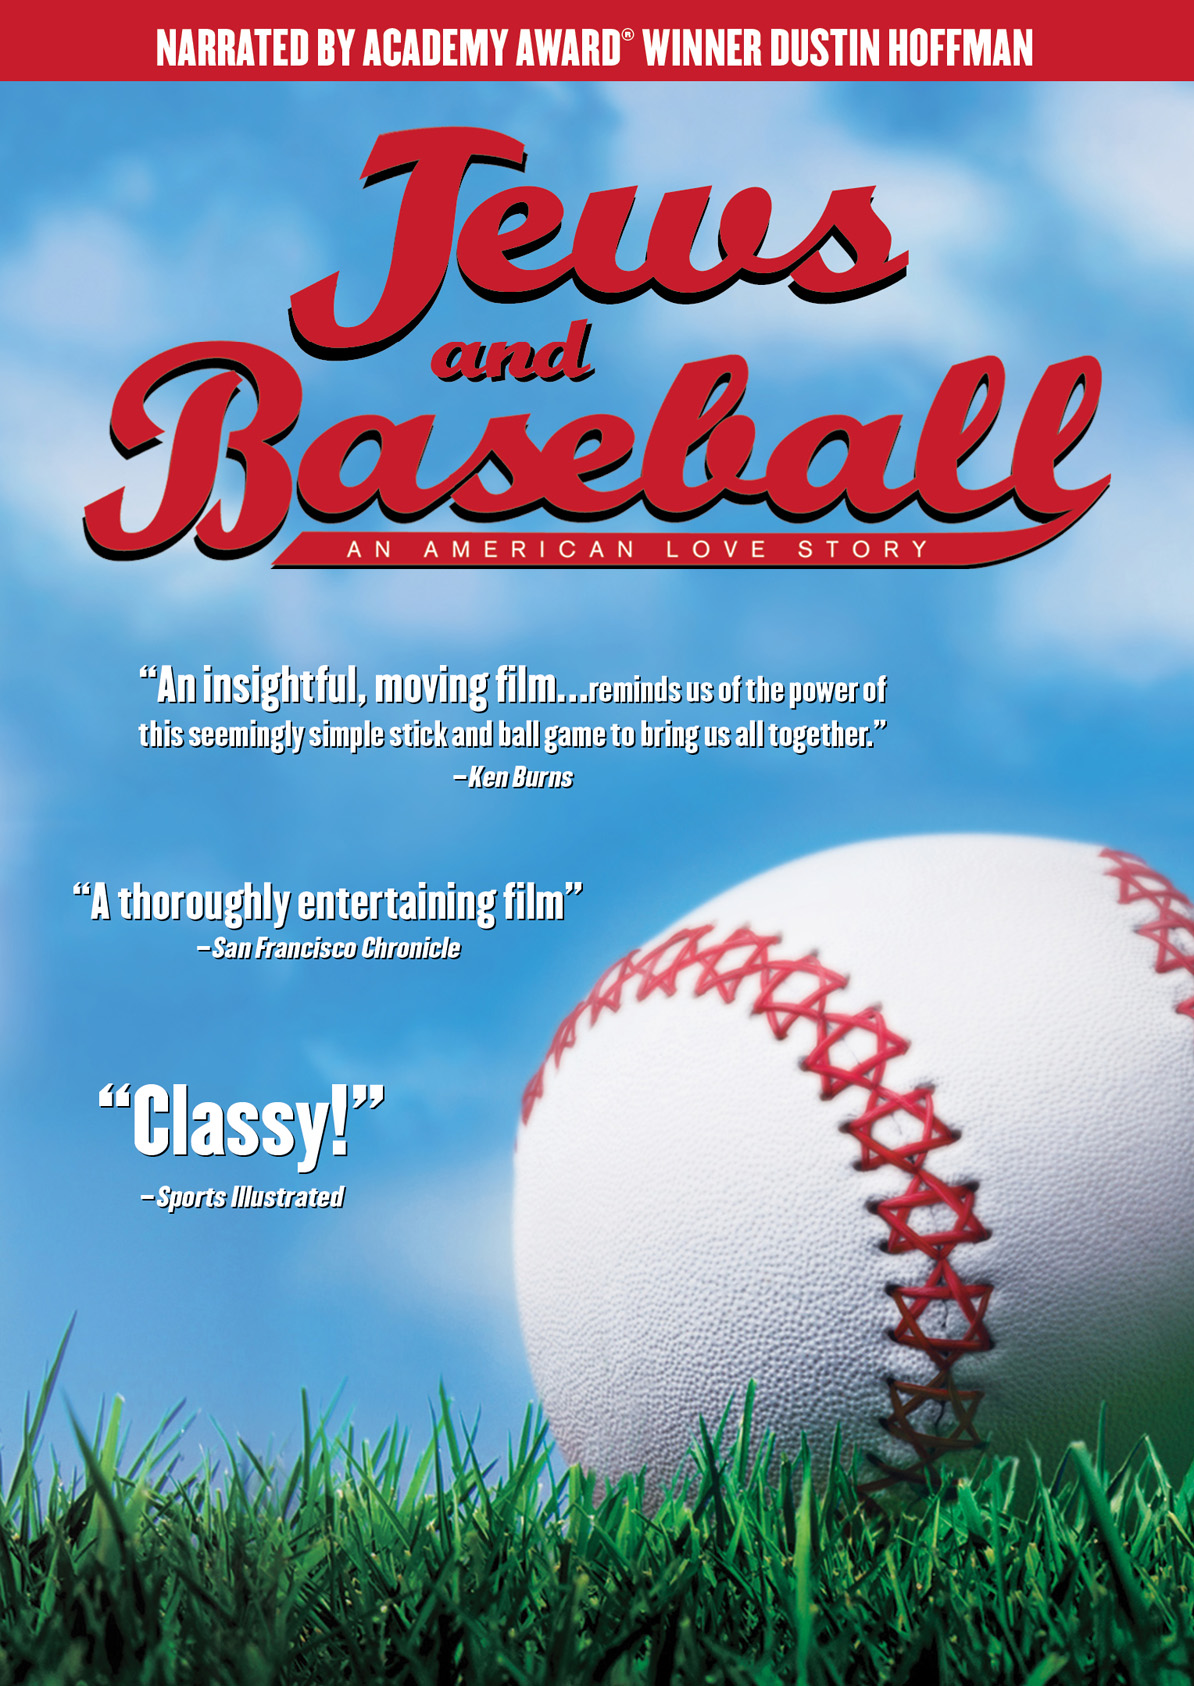 NARRATED BY ACADEMY AWARD® WINNER DUSTIN HOFFMAN
Jews
and
Baseball
AN AMERICAN LOVE STORY
“An insightful, moving film...reminds us of the power of
this seemingly simple stick and ball game to bring us all together.”
–Ken Burns
“A thoroughly entertaining film”
–San Francisco Chronicle
“Classy!”
–Sports Illustrated